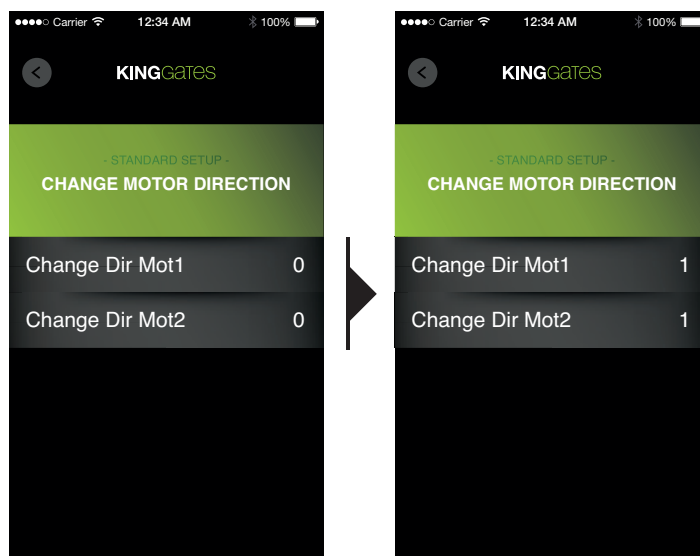 Carrier 12:34 AM 100%
KINGGATES
- STANDARD SETUP -
CHANGE MOTOR DIRECTION
Change Dir Mot1 0
Change Dir Mot2 0
Carrier 12:34 AM 100%
KINGGATES
- STANDARD SETUP -
CHANGE MOTOR DIRECTION
Change Dir Mot1 1
Change Dir Mot2 1